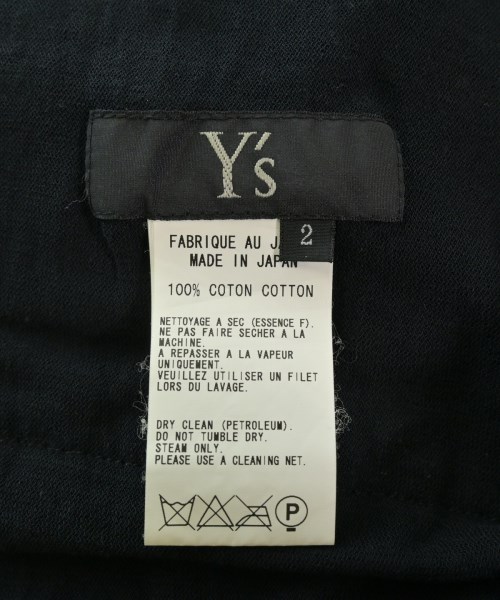 Y's
2
FABRIQUE AU JA
MADE IN JAPAN
100% COTON COTTON
NETTOYAGE A SEC (ESSENCE F).
NE PAS FAIRE SECHER A LA
MACHINE.
A REPASSER A LA VAPEUR
UNIQUEMENT.
VEUILLEZ UTILISER UN FILET
LORS DU LAVAGE.
DRY CLEAN (PETROLEUM).
DO NOT TUMBLE DRY.
STEAM ONLY.
PLEASE USE A CLEANING NET.
P